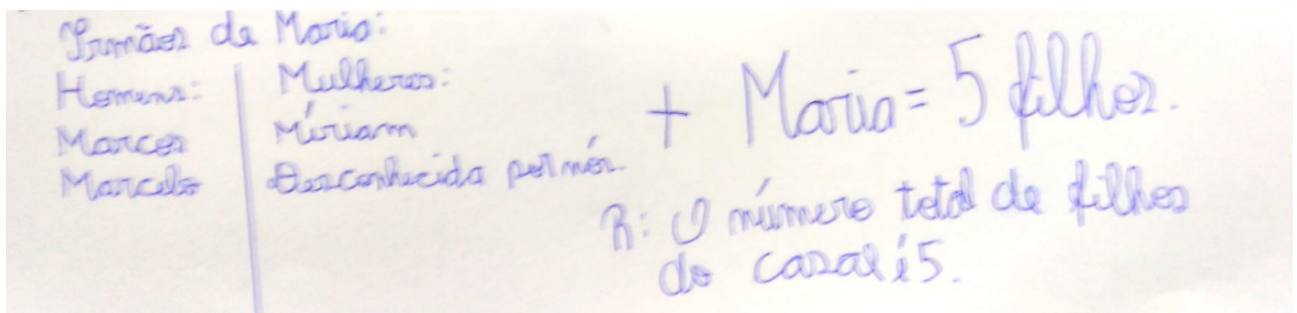 Irmãos de Maria:
Homens: Mulheres:
Marcos Míriam
Marcelo Desconhecida por nós.
+ Maria = 5 filhos.
R: O número total de filhos
do casal é 5.